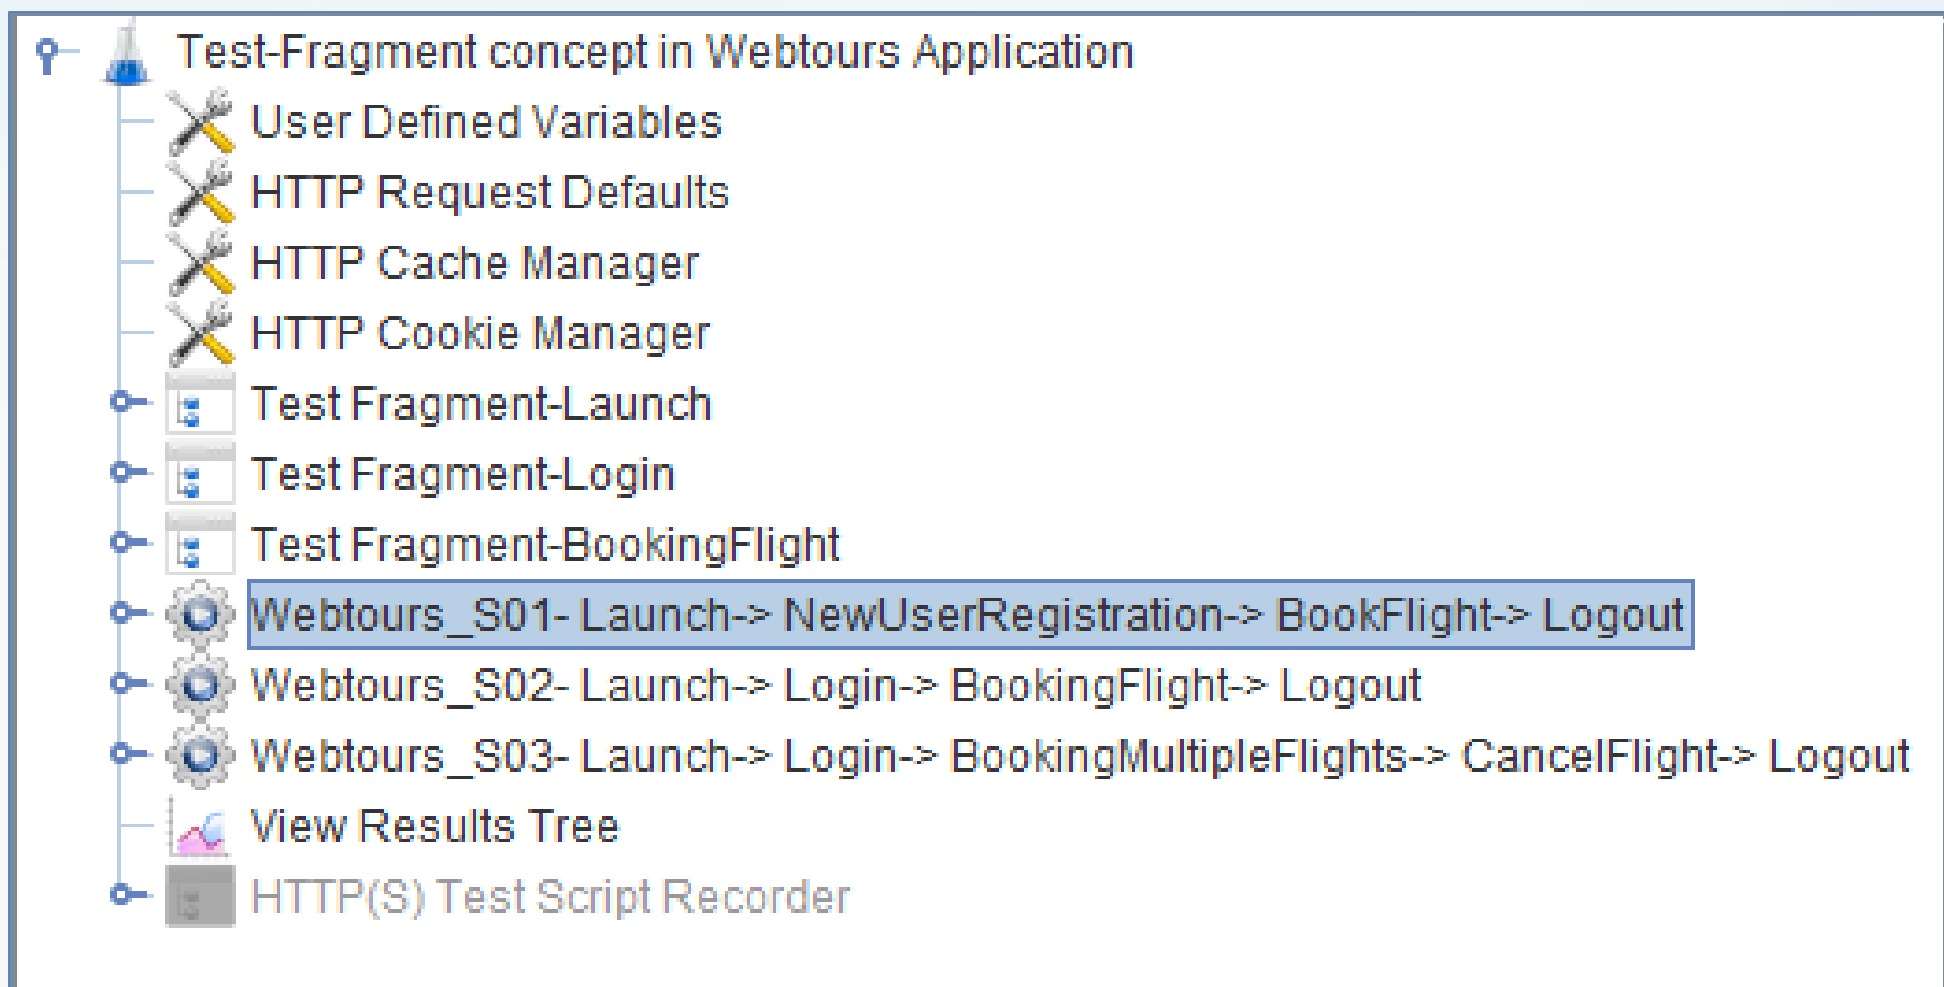 Test-Fragment concept in Webtours Application
User Defined Variables
HTTP Request Defaults
HTTP Cache Manager
HTTP Cookie Manager
Test Fragment-Launch
Test Fragment-Login
Test Fragment-BookingFlight
Webtours_S01- Launch-> NewUserRegistration-> BookFlight-> Logout
Webtours_S02- Launch-> Login-> BookingFlight-> Logout
Webtours_S03- Launch-> Login-> BookingMultipleFlights-> CancelFlight-> Logout
View Results Tree
HTTP(S) Test Script Recorder